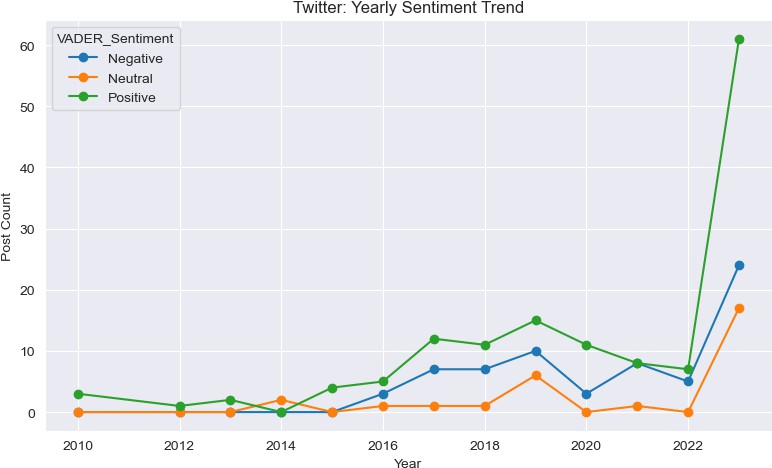 Twitter: Yearly Sentiment Trend
VADER_Sentiment
Negative
Neutral
Positive
60
50
40
30
20
10
0
Post Count
2010 2012 2014 2016 2018 2020 2022
Year